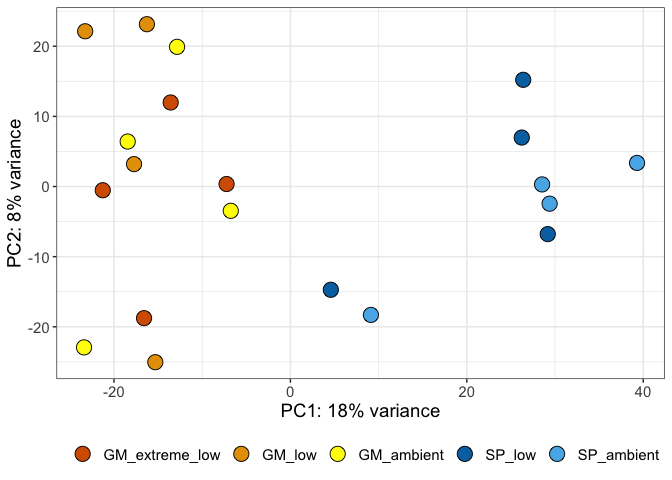 20
10
0
-10
-20
PC2: 8% variance
-20 0 20 40
PC1: 18% variance
GM_extreme_low GM_low GM_ambient SP_low SP_ambient